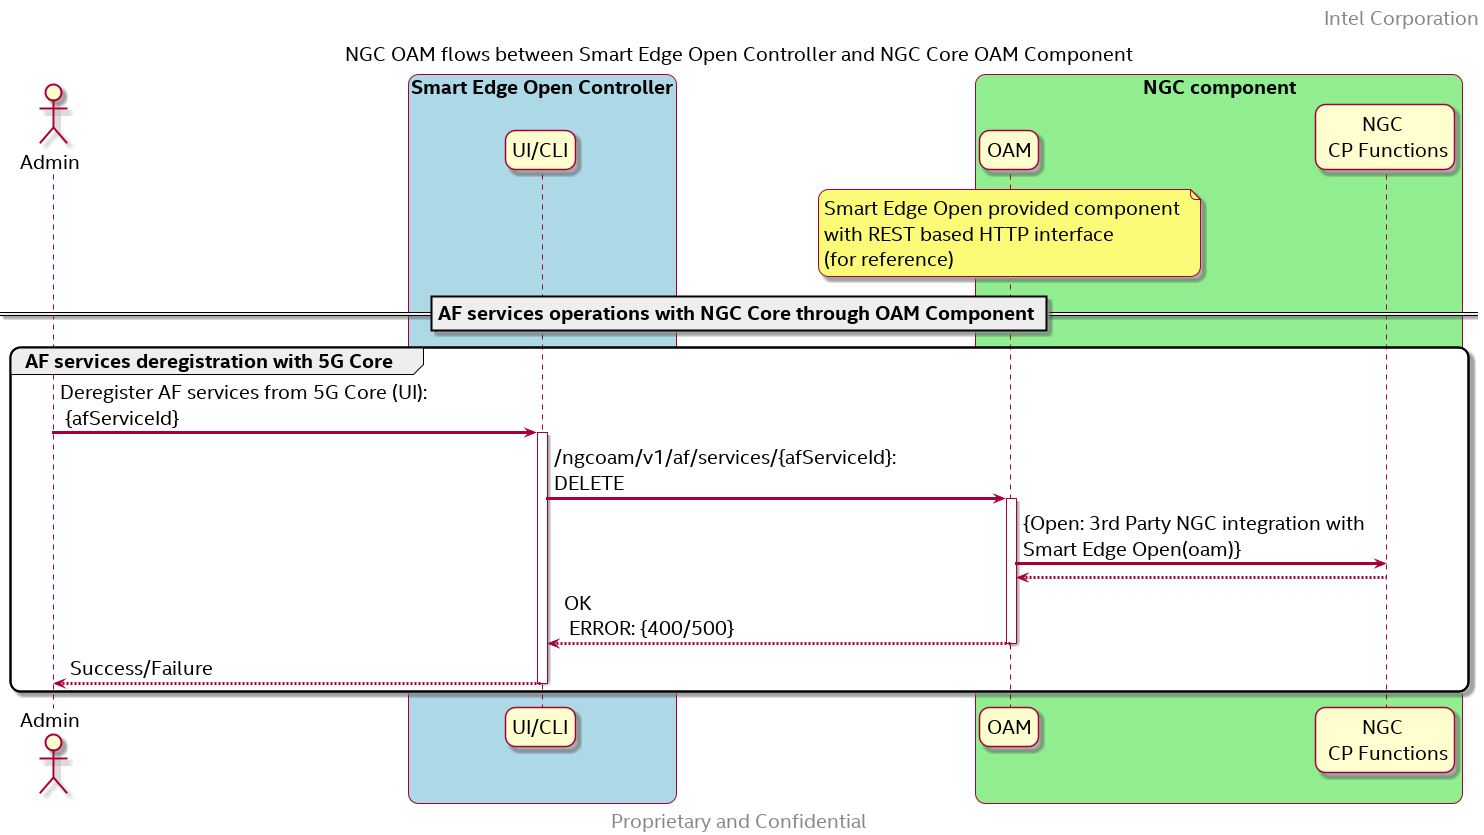 Intel Corporation
NGC OAM flows between Smart Edge Open Controller and NGC Core OAM Component
Smart Edge Open Controller
NGC component
Admin
UI/CLI
OAM
NGC
CP Functions
Smart Edge Open provided component
with REST based HTTP interface
(for reference)
AF services operations with NGC Core through OAM Component
AF services deregistration with 5G Core
Deregister AF services from 5G Core (UI):
{afServiceId}
/ngcoam/v1/af/services/{afServiceId}:
DELETE
{Open: 3rd Party NGC integration with
Smart Edge Open(oam)}
OK
ERROR: {400/500}
Success/Failure
Admin
UI/CLI
OAM
NGC
CP Functions
Proprietary and Confidential